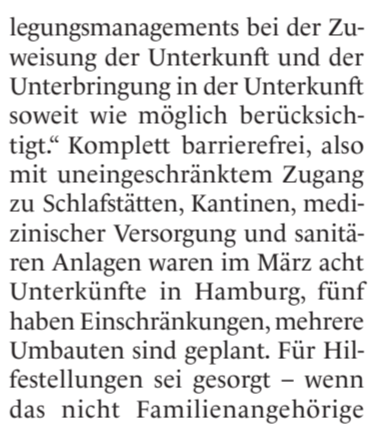 legungsmanagements bei der Zu-
weisung der Unterkunft und der
Unterbringung in der Unterkunft
soweit wie möglich berücksich-
tigt.“ Komplett barrierefrei, also
mit uneingeschränktem Zugang
zu Schlafstätten, Kantinen, medi-
zinischer Versorgung und sanitä-
ren Anlagen waren im März acht
Unterkünfte in Hamburg, fünf
haben Einschränkungen, mehrere
Umbauten sind geplant. Für Hil-
festellungen sei gesorgt – wenn
das nicht Familienangehörige